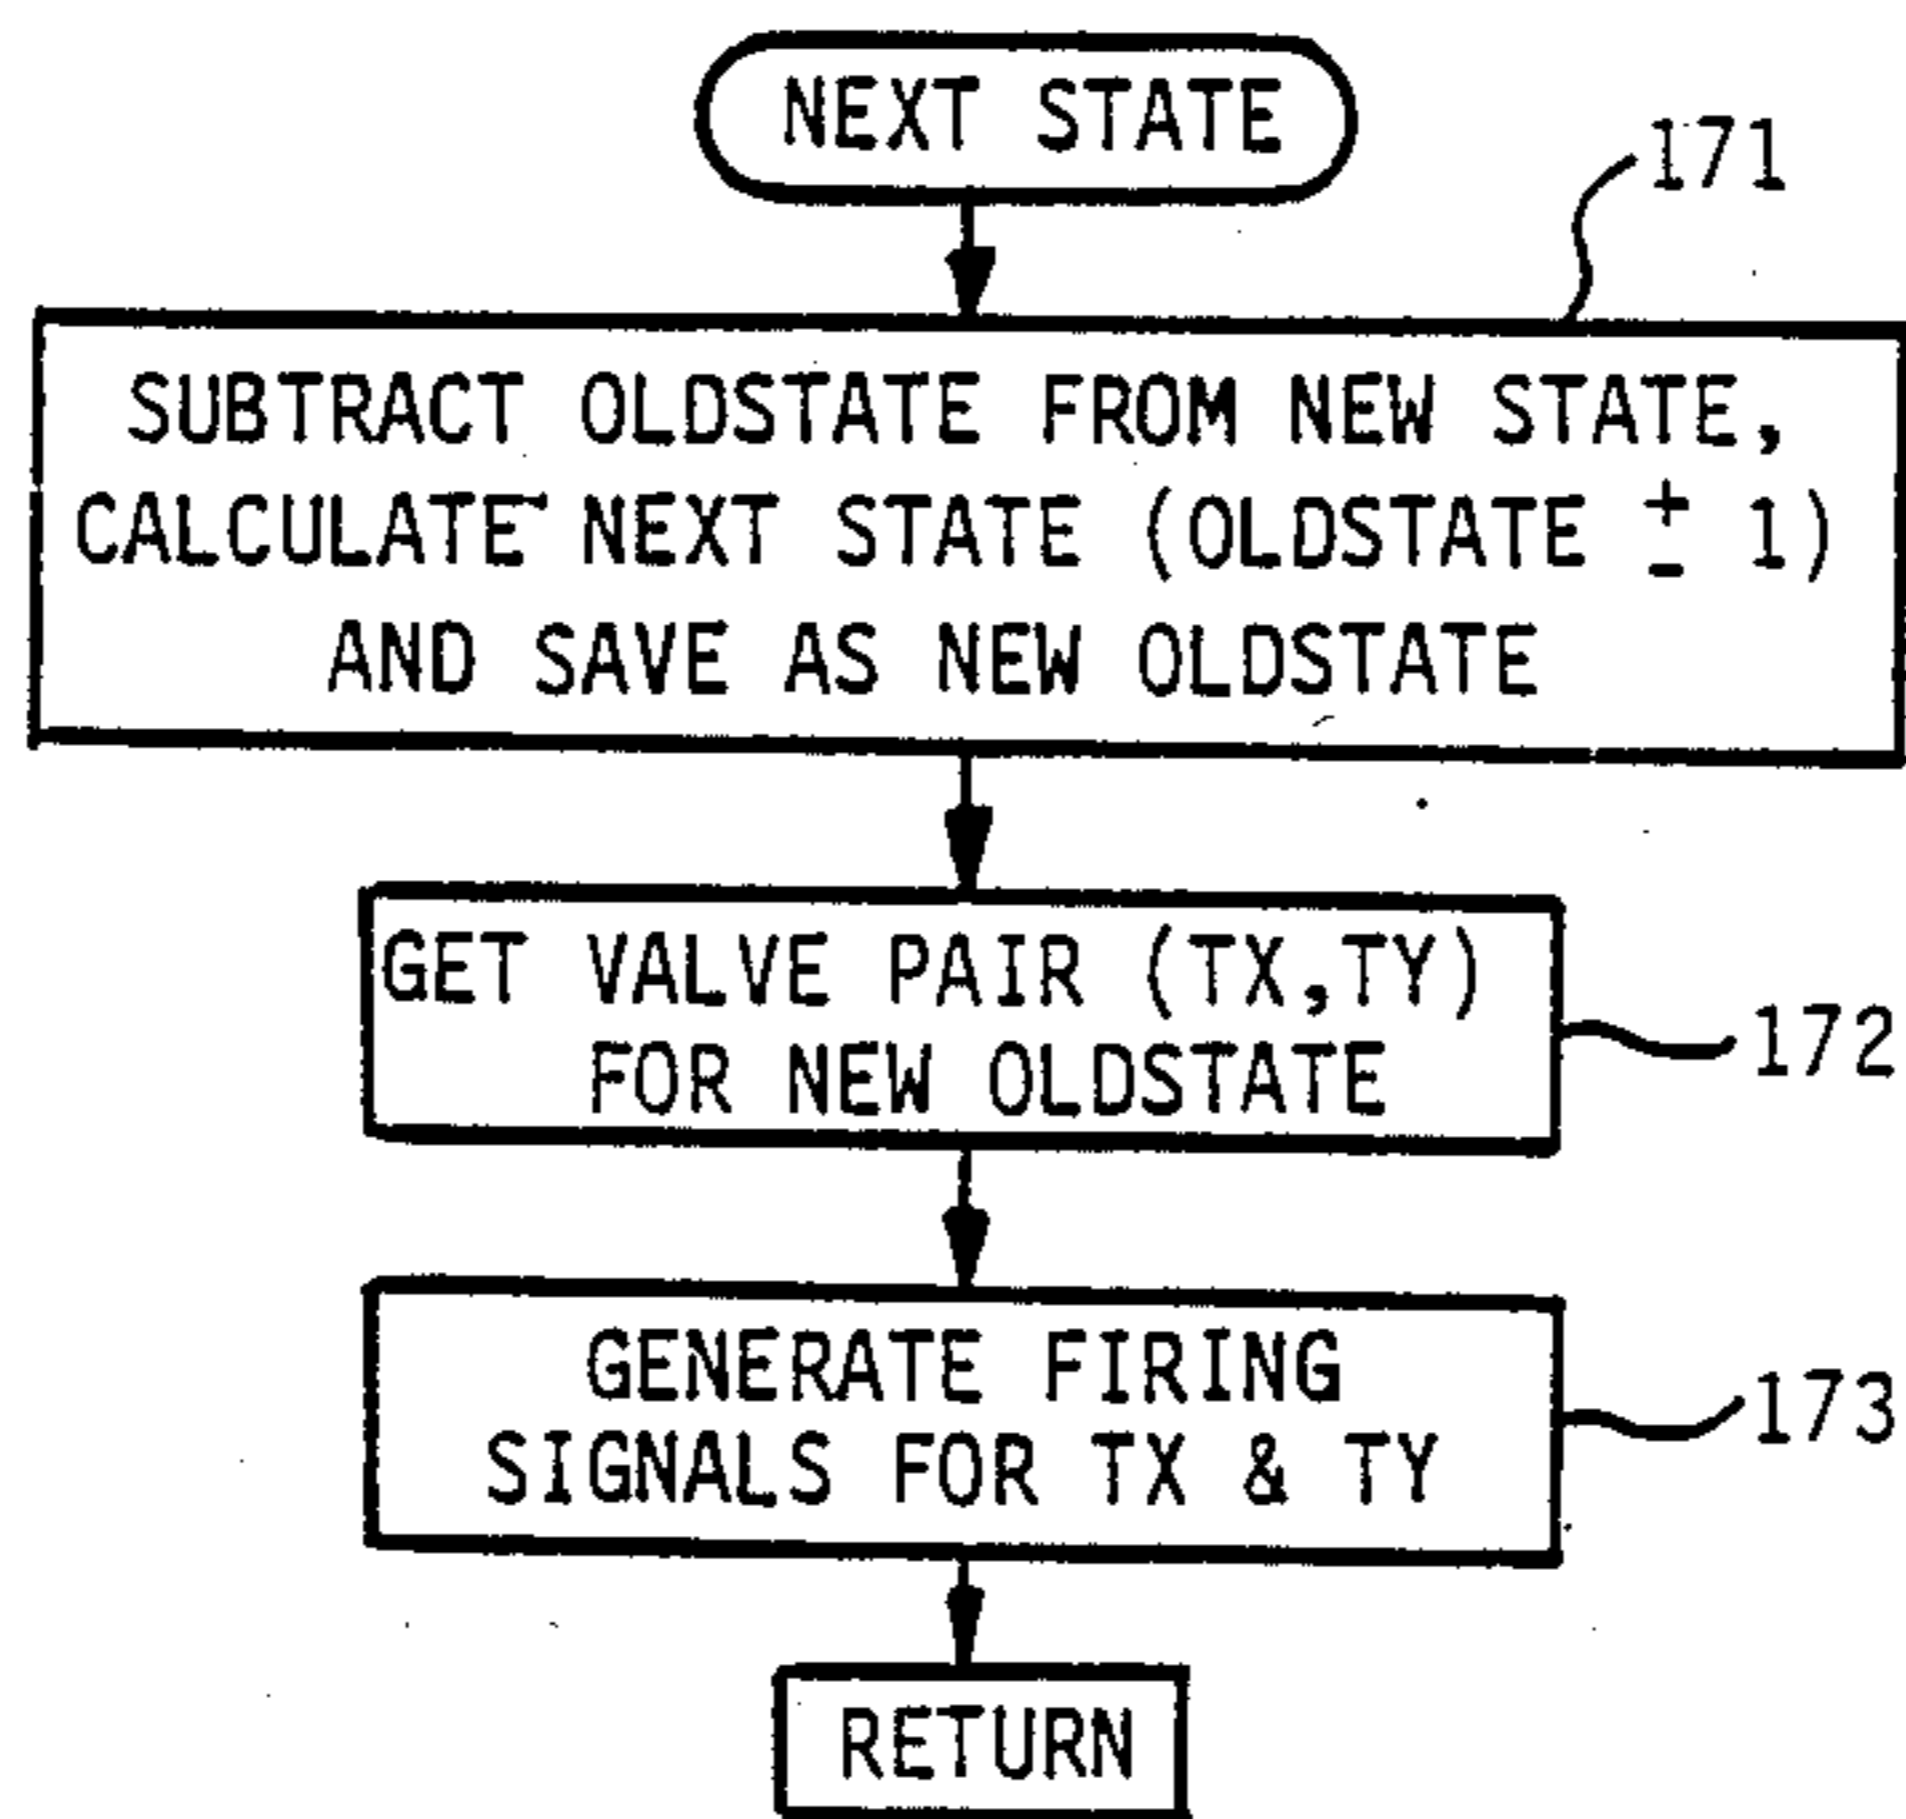 NEXT STATE
171
SUBTRACT OLDSTATE FROM NEW STATE,
CALCULATE NEXT STATE (OLDSTATE ± 1)
AND SAVE AS NEW OLDSTATE
GET VALVE PAIR (TX,TY)
FOR NEW OLDSTATE
172
GENERATE FIRING
SIGNALS FOR TX & TY
173
RETURN